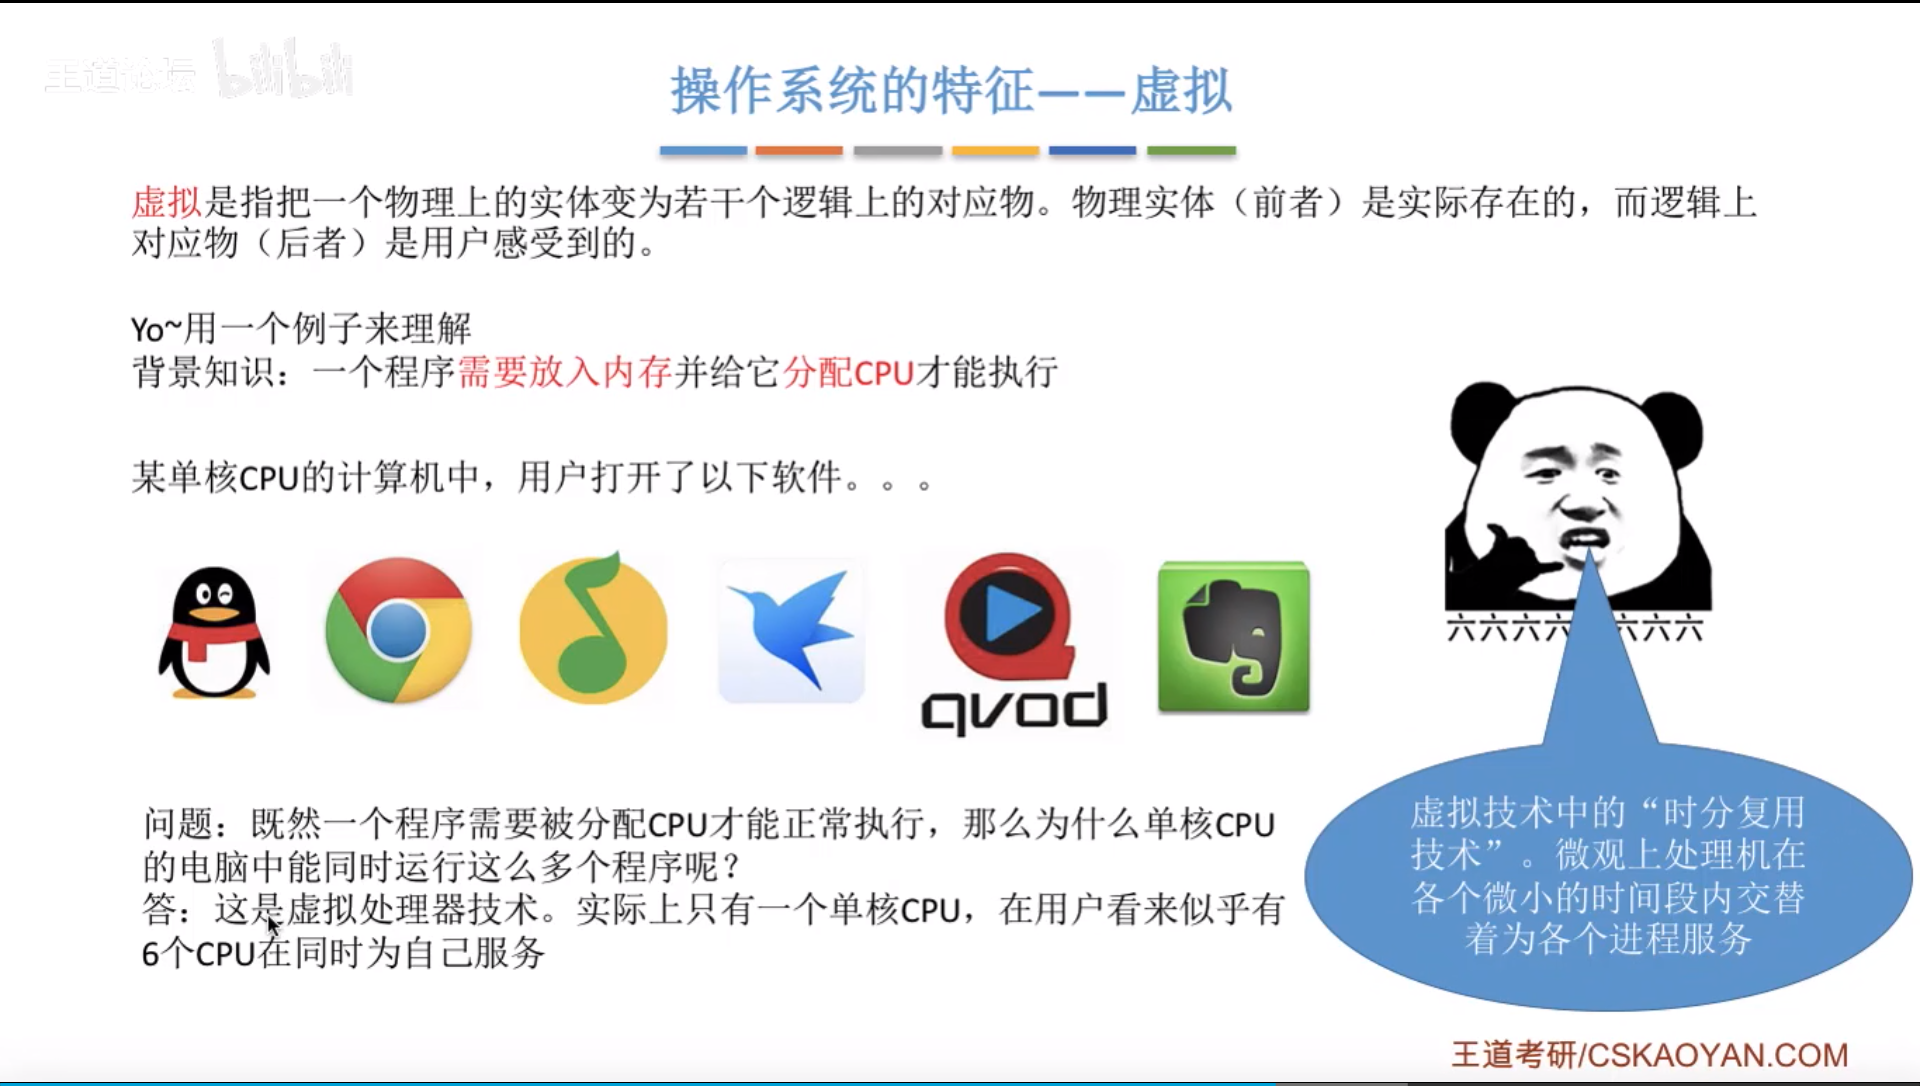 王道论坛 bilibili
操作系统的特征——虚拟
虚拟是指把一个物理上的实体变为若干个逻辑上的对应物。物理实体（前者）是实际存在的，而逻辑上
对应物（后者）是用户感受到的。
Yo~用一个例子来理解
背景知识：一个程序需要放入内存并给它分配CPU才能执行
某单核CPU的计算机中，用户打开了以下软件。。。
qvod
六六六六六六六六
问题：既然一个程序需要被分配CPU才能正常执行，那么为什么单核CPU
的电脑中能同时运行这么多个程序呢？
答：这是虚拟处理器技术。实际上只有一个单核CPU，在用户看来似乎有
6个CPU在同时为自己服务
虚拟技术中的“时分复用
技术”。微观上处理机在
各个微小的时间段内交替
着为各个进程服务
王道考研/CSKAOYAN.COM